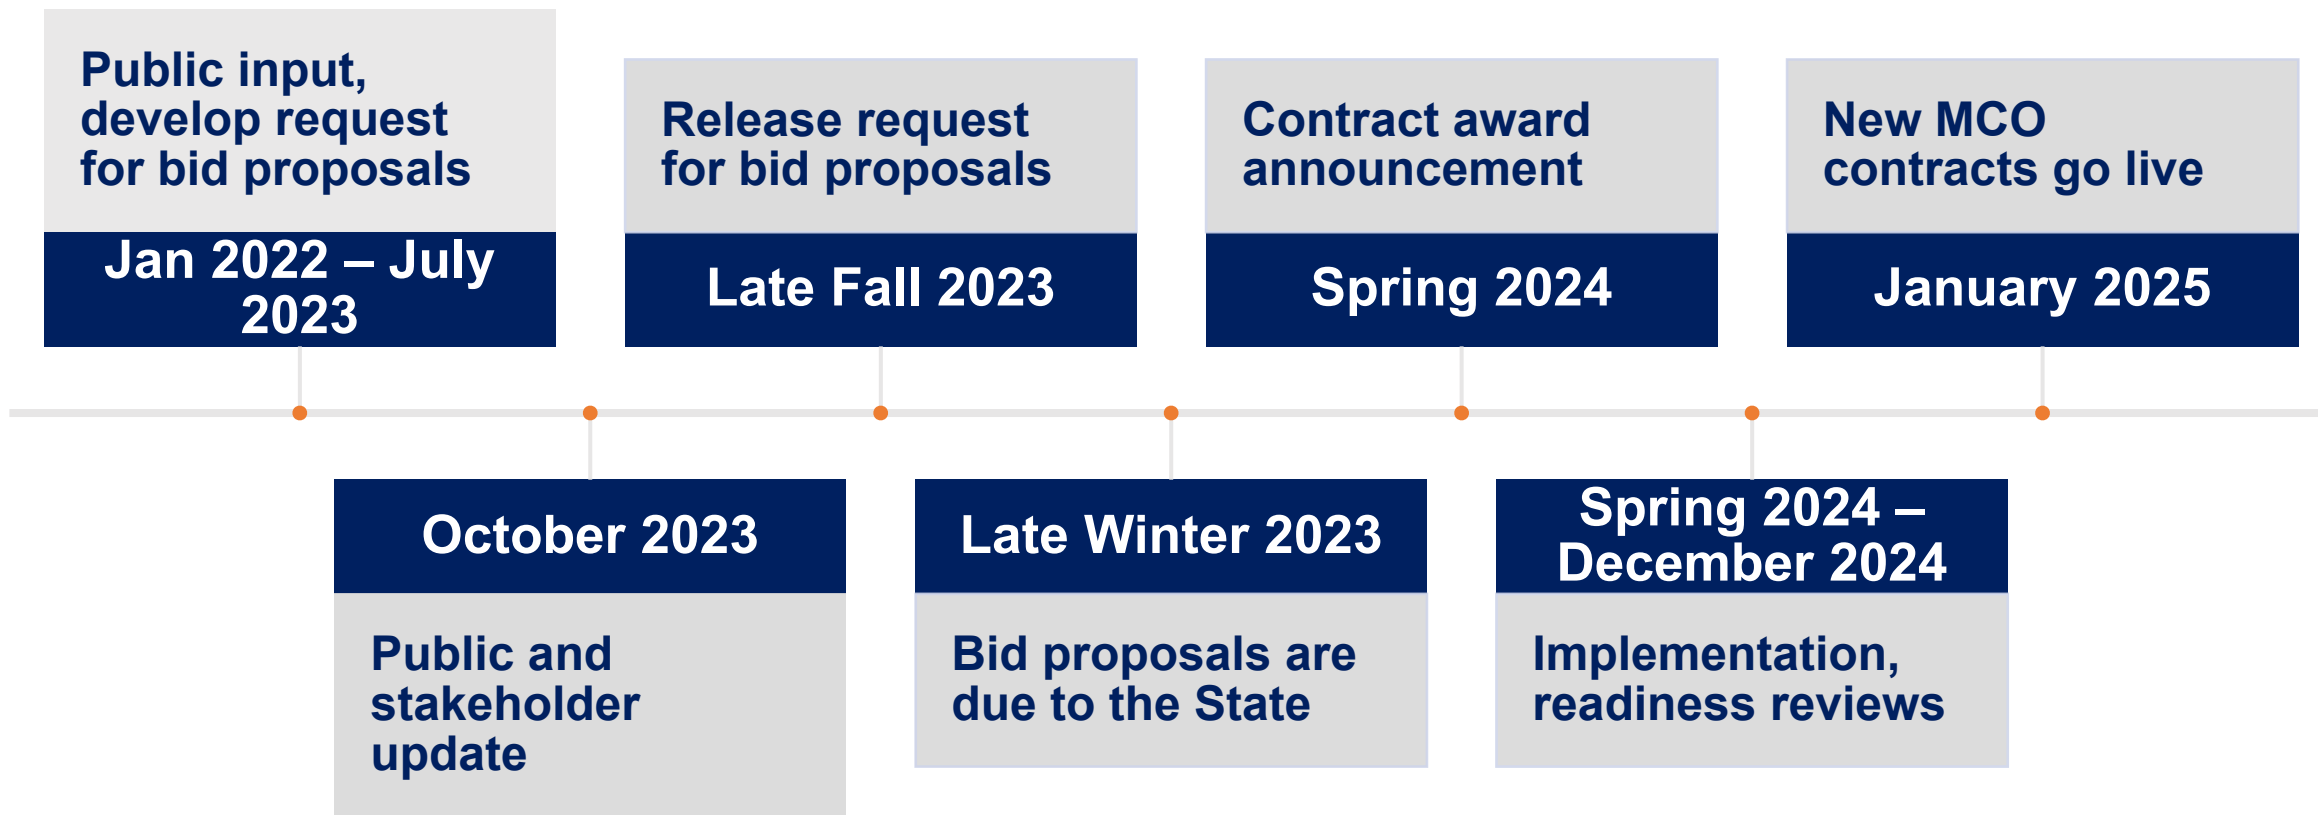 Public input,
develop request
for bid proposals
Jan 2022 – July
2023
October 2023
Public and
stakeholder
update
Release request
for bid proposals
Late Fall 2023
Late Winter 2023
Bid proposals are
due to the State
Contract award
announcement
Spring 2024
Spring 2024 –
December 2024
Implementation,
readiness reviews
New MCO
contracts go live
January 2025